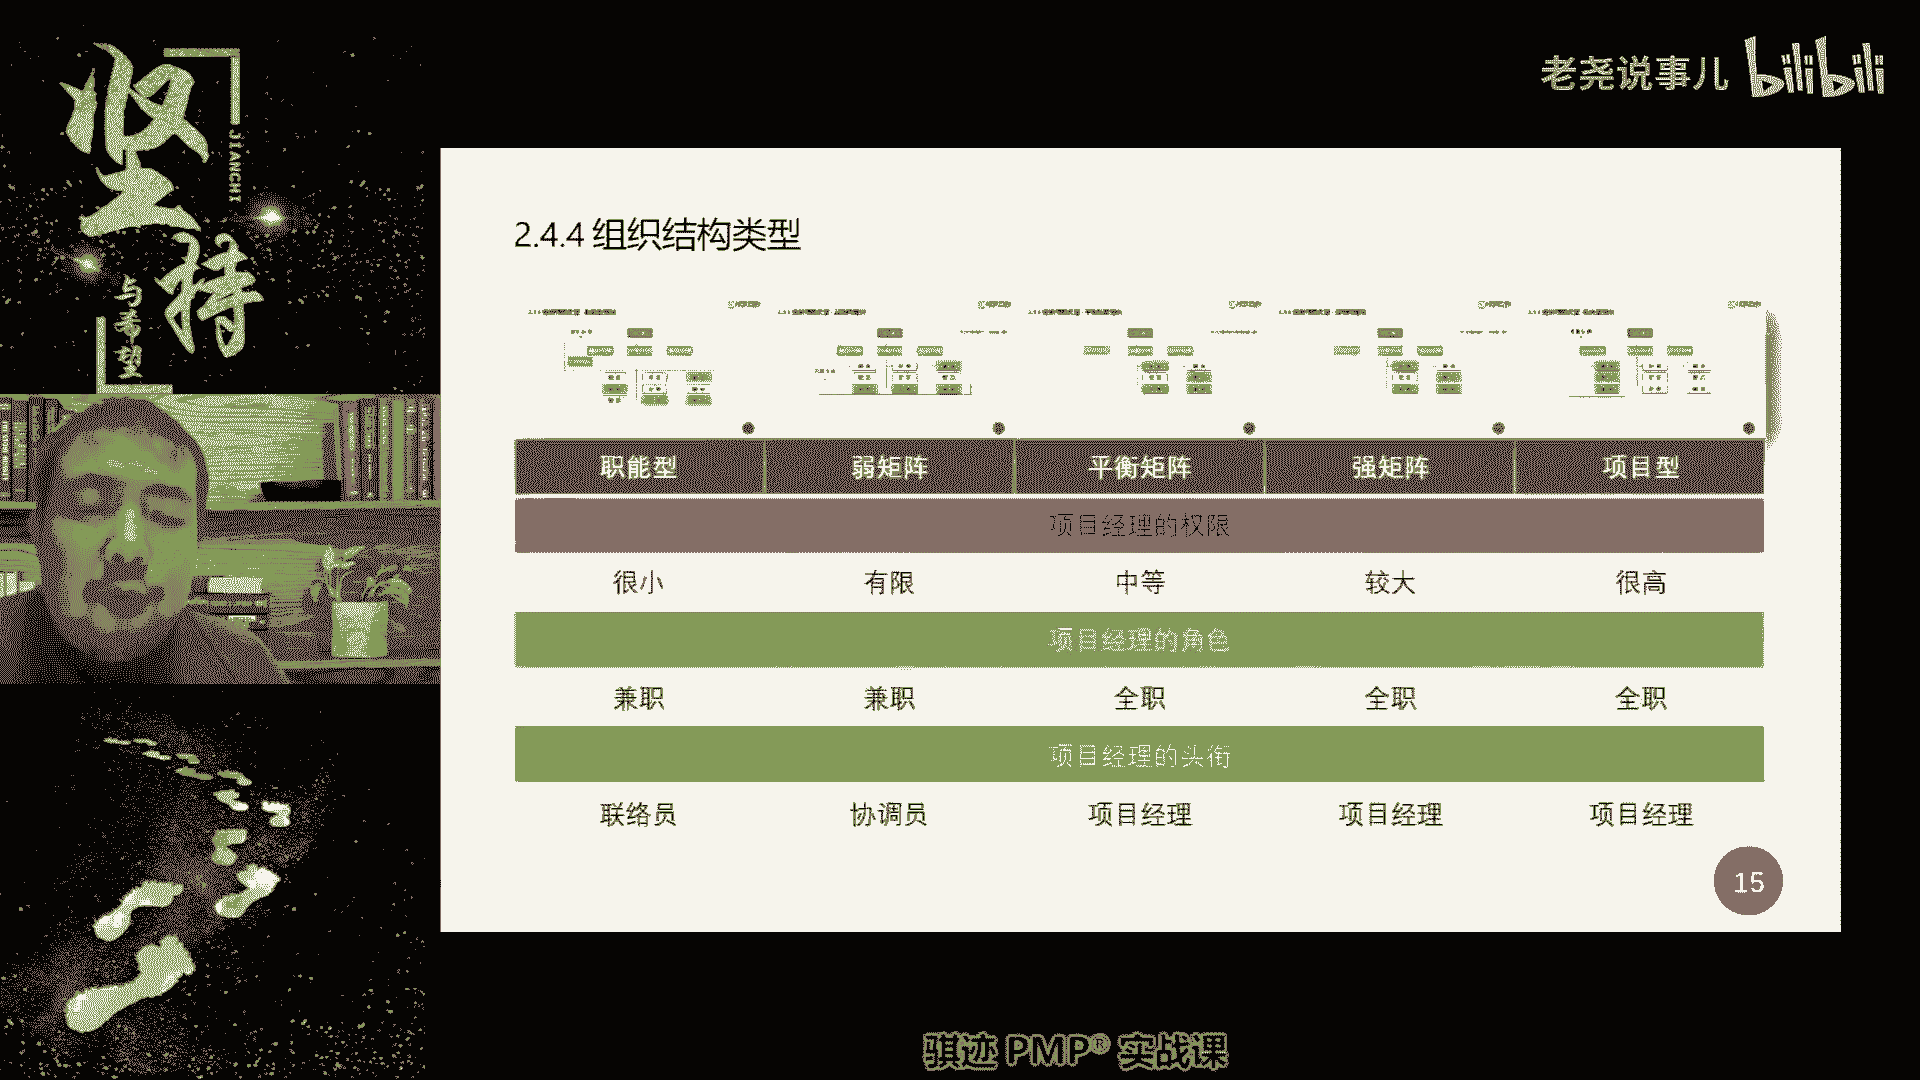 坚持
JIANCHI
与希望
老尧说事儿 bilibili
2.4.4 组织结构类型
职能型 弱矩阵 平衡矩阵 强矩阵 项目型
项目经理的权限
很小 有限 中等 较大 很高
项目经理的角色
兼职 兼职 全职 全职 全职
项目经理的头衔
联络员 协调员 项目经理 项目经理 项目经理
15
骐迹 PMP® 实战课